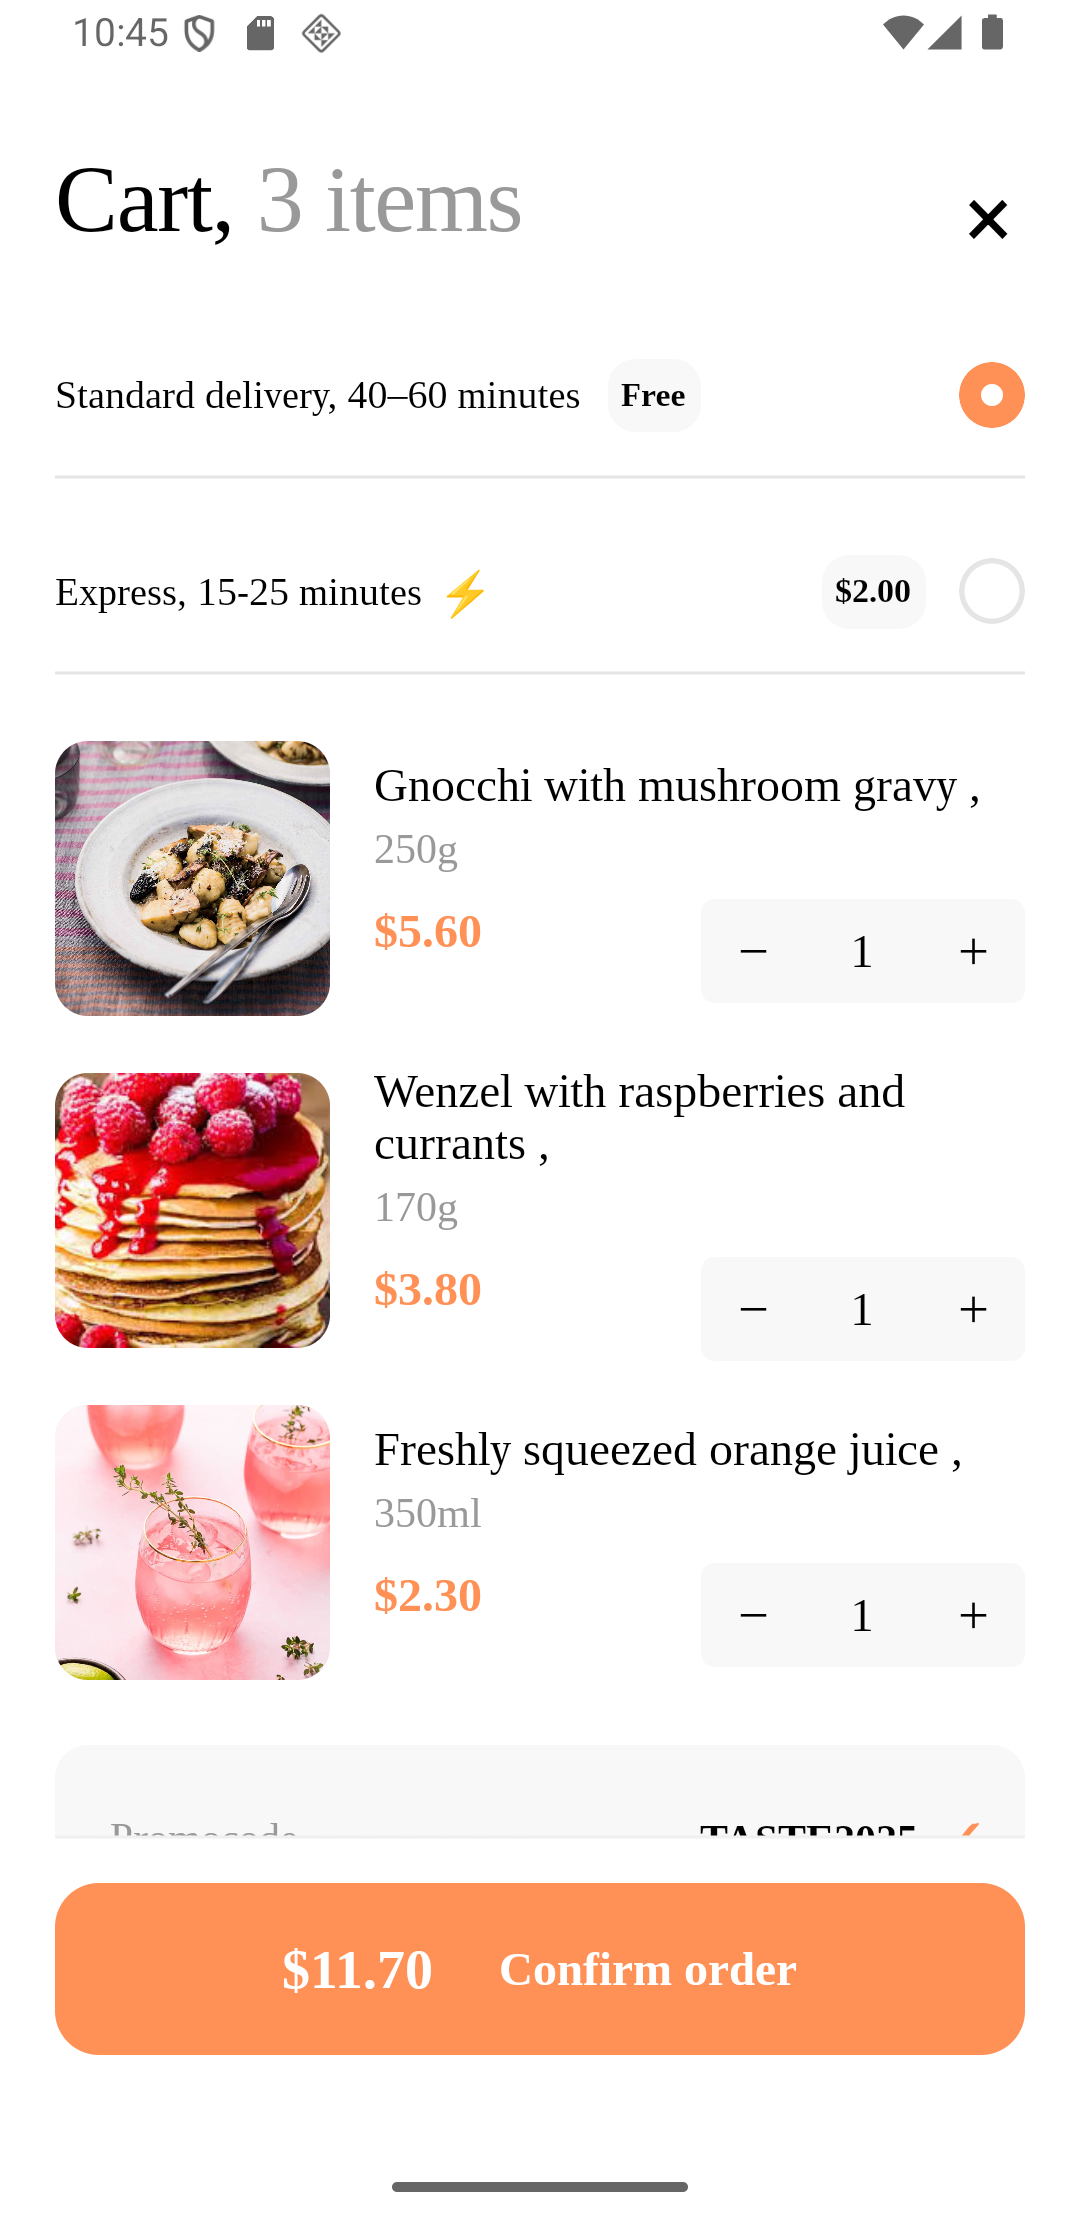 10:45
Cart, 3 items
Standard delivery, 40–60 minutes Free
Express, 15-25 minutes ⚡ $2.00
Gnocchi with mushroom gravy ,
250g
$5.60
− 1 +
Wenzel with raspberries and
currants ,
170g
$3.80
− 1 +
Freshly squeezed orange juice ,
350ml
$2.30
− 1 +
Promocode TASTE2025
$11.70 Confirm order